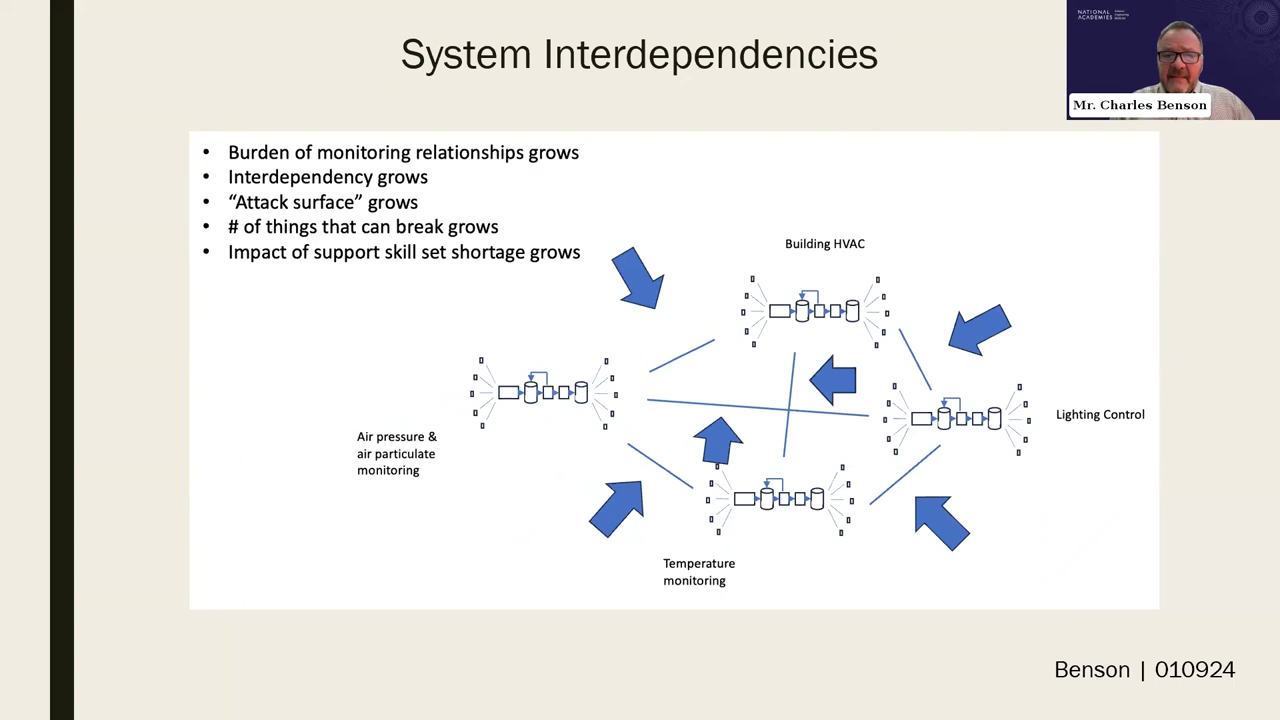 System Interdependencies
NATIONAL
ACADEMIES
Mr. Charles Benson
• Burden of monitoring relationships grows
• Interdependency grows
• “Attack surface” grows
• # of things that can break grows
• Impact of support skill set shortage grows
Building HVAC
Lighting Control
Air pressure &
air particulate
monitoring
Temperature
monitoring
Benson | 010924